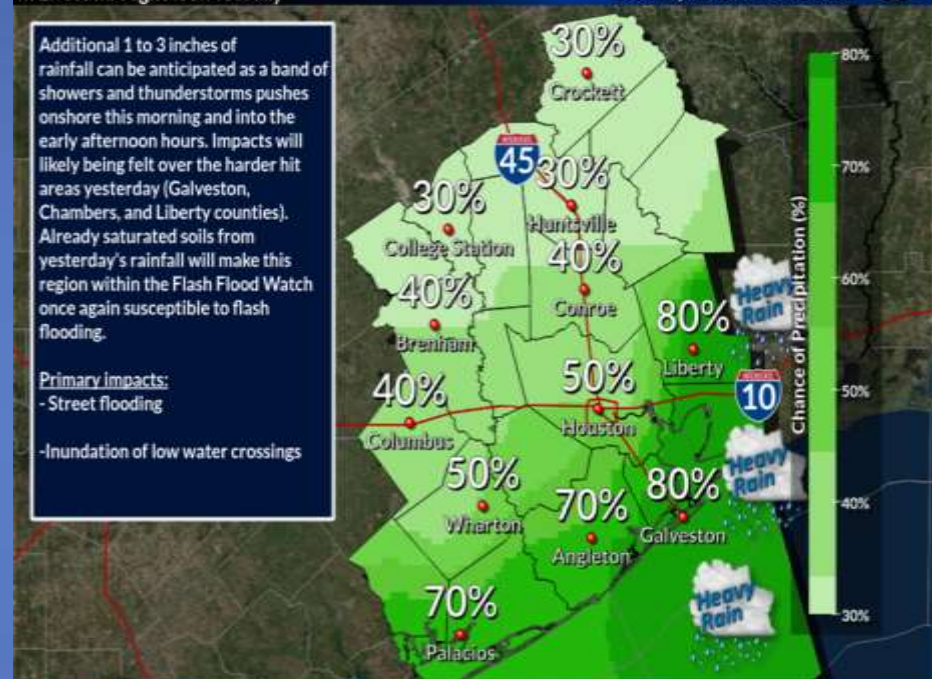 Additional 1 to 3 inches of
rainfall can be anticipated as a band of
showers and thunderstorms pushes
onshore this morning and into the
early afternoon hours. Impacts will
likely being felt over the harder hit
areas yesterday (Galveston,
Chambers, and Liberty counties).
Already saturated soils from
yesterday's rainfall will make this
region within the Flash Flood Watch
once again susceptible to flash
flooding.
Primary impacts:
- Street flooding
-Inundation of low water crossings
30%
Crockett
45
30%
Huntsville
30%
College Station
40%
Conroe
40%
Brenham
80%
Liberty
Heavy
Rain
40%
Columbus
50%
Houston
10
50%
Wharton
70%
Angleton
80%
Galveston
Heavy
Rain
70%
Palacios
Heavy
Rain
Chance of Precipitation (%)
80%
70%
60%
50%
40%
30%